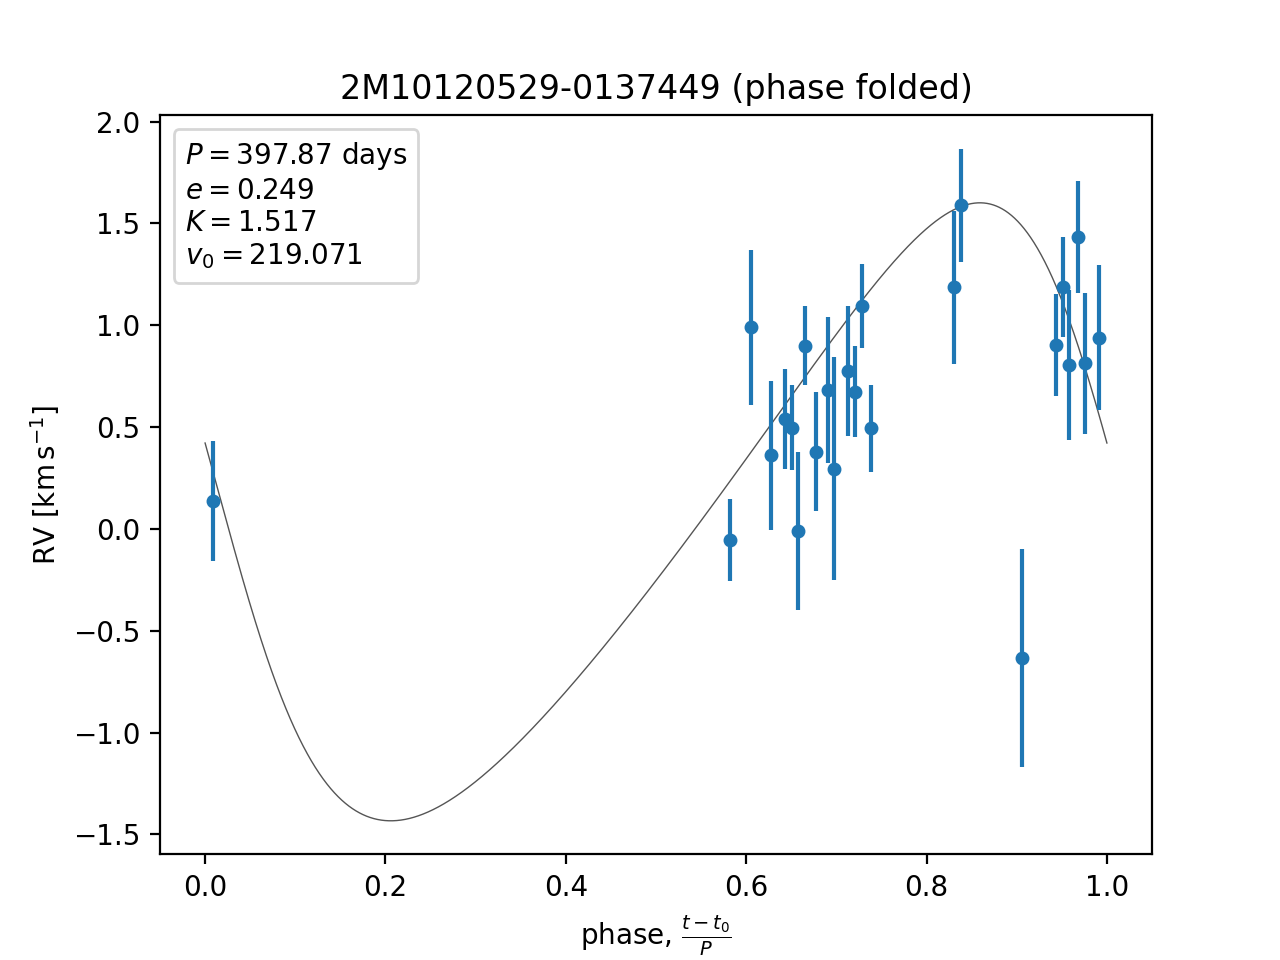 2M10120529-0137449 (phase folded)
P = 397.87 days
e = 0.249
K = 1.517
v₀ = 219.071
2.0
1.5
1.0
0.5
0.0
−0.5
−1.0
−1.5
RV [km s⁻¹]
0.0 0.2 0.4 0.6 0.8 1.0
phase, (t − t₀)/P